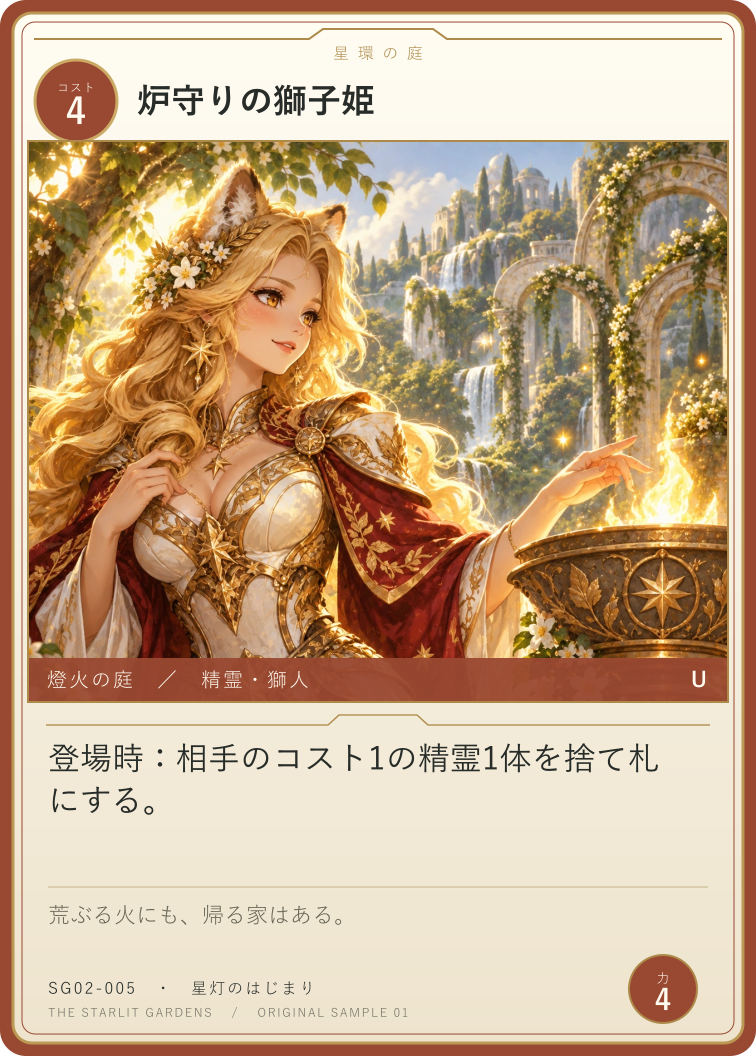 星環の庭
コスト
4
炉守りの獅子姫
燈火の庭 ／ 精霊・獅人
U
登場時：相手のコスト1の精霊1体を捨て札
にする。
荒ぶる火にも、帰る家はある。
SG02-005 ・ 星灯のはじまり
THE STARLIT GARDENS / ORIGINAL SAMPLE 01
力
4